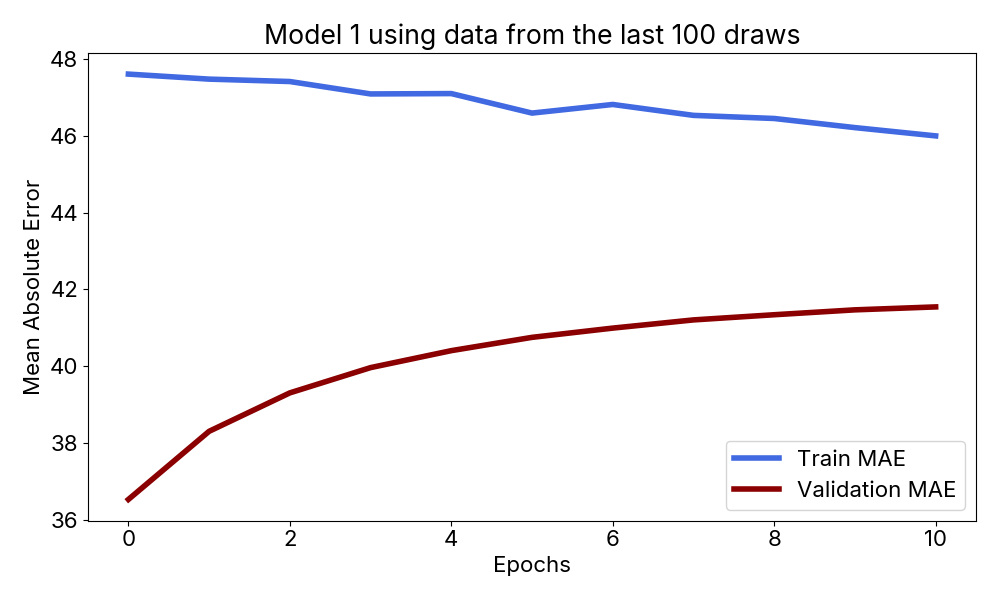 Model 1 using data from the last 100 draws
Mean Absolute Error
48
46
44
42
40
38
36
0 2 4 6 8 10
Epochs
Train MAE
Validation MAE